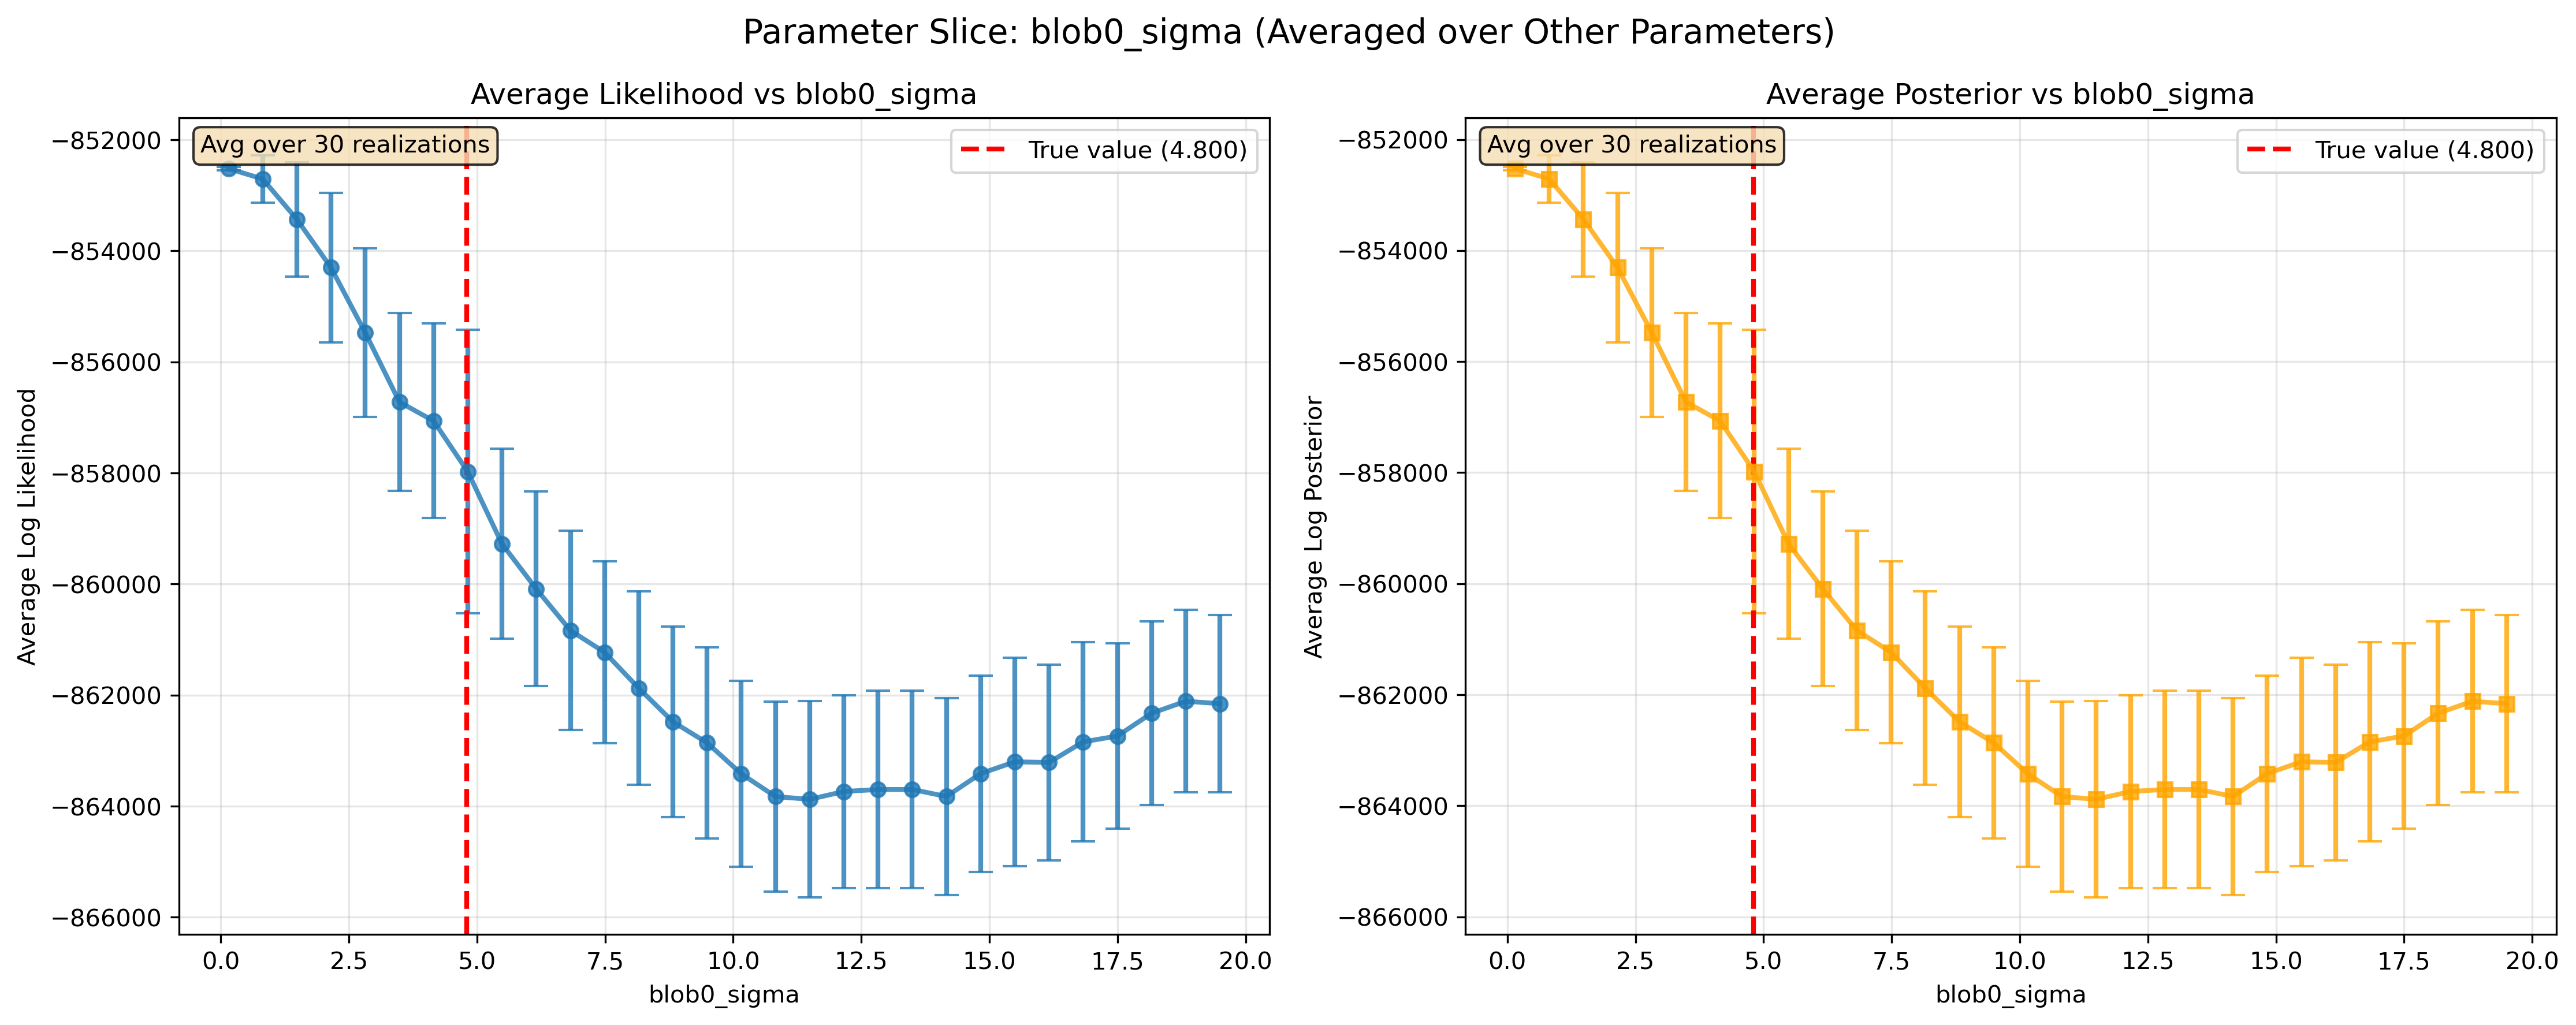 Parameter Slice: blob0_sigma (Averaged over Other Parameters)
Average Likelihood vs blob0_sigma
Avg over 30 realizations
True value (4.800)
−852000
−854000
−856000
−858000
−860000
−862000
−864000
−866000
Average Log Likelihood
0.0 2.5 5.0 7.5 10.0 12.5 15.0 17.5 20.0
blob0_sigma
Average Posterior vs blob0_sigma
Avg over 30 realizations
True value (4.800)
−852000
−854000
−856000
−858000
−860000
−862000
−864000
−866000
Average Log Posterior
0.0 2.5 5.0 7.5 10.0 12.5 15.0 17.5 20.0
blob0_sigma